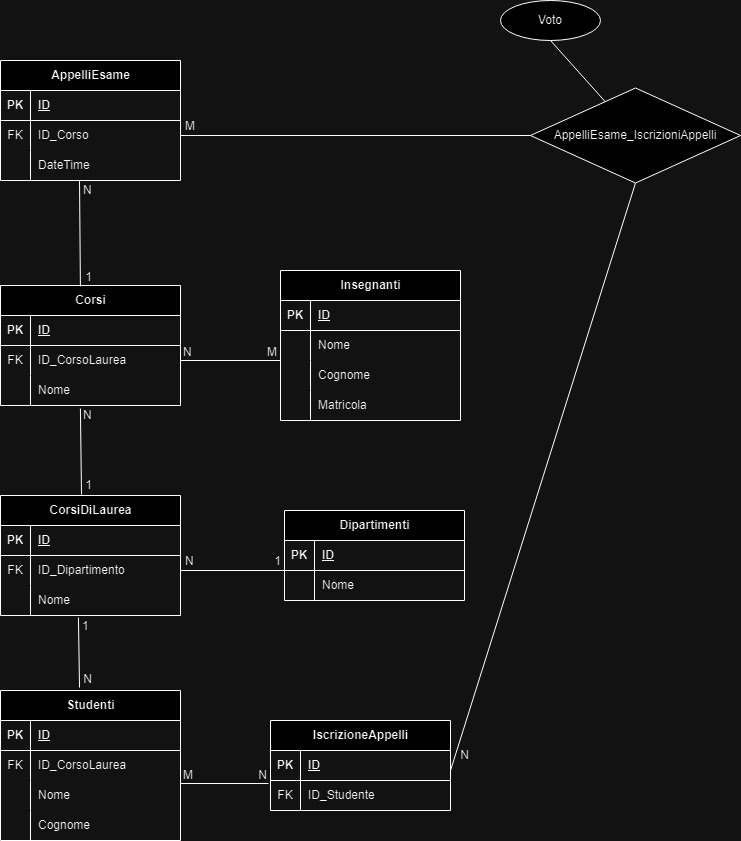 Voto
AppelliEsame
PK ID
FK ID_Corso
DateTime
M
AppelliEsame_IscrizioniAppelli
N
1
Corsi
PK ID
FK ID_CorsoLaurea
Nome
N
M
Insegnanti
PK ID
Nome
Cognome
Matricola
N
1
CorsiDiLaurea
PK ID
FK ID_Dipartimento
Nome
N
1
Dipartimenti
PK ID
Nome
1
N
Studenti
PK ID
FK ID_CorsoLaurea
Nome
Cognome
M
N
IscrizioneAppelli
PK ID
FK ID_Studente
N